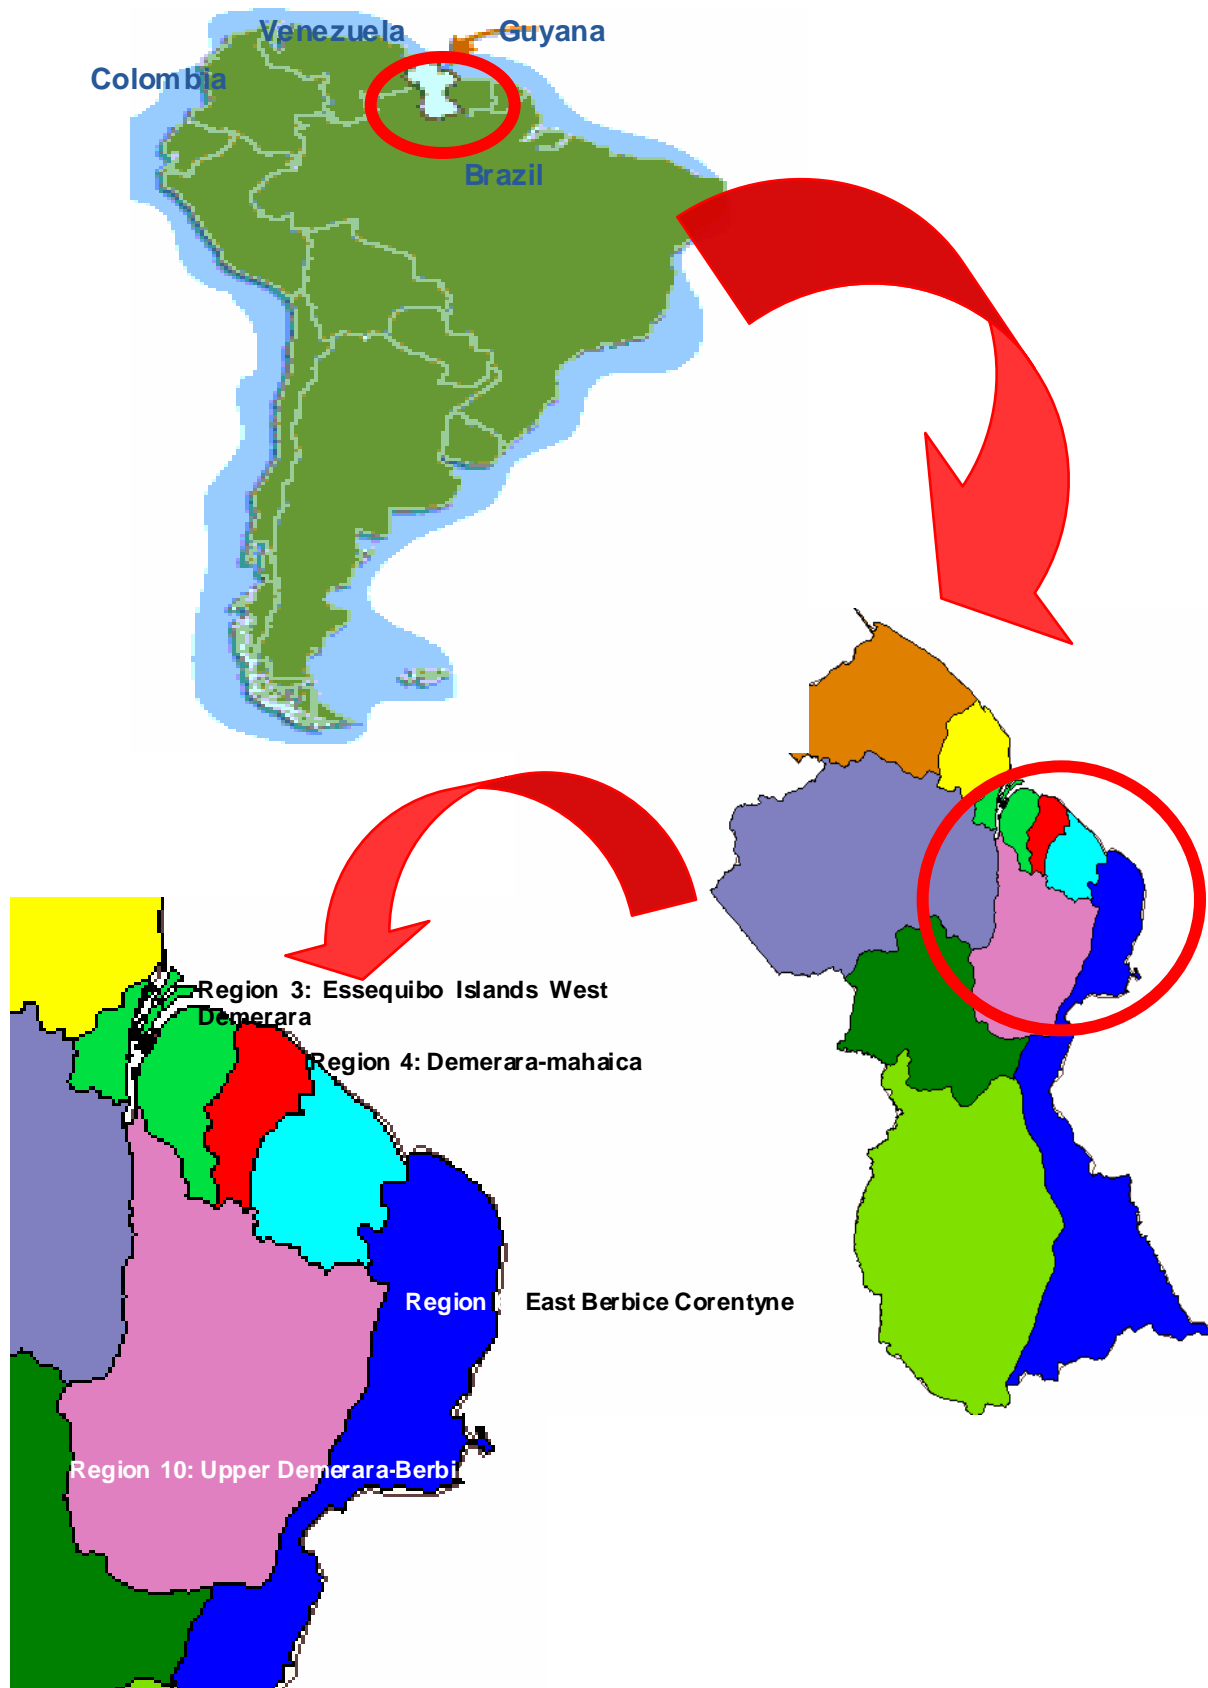 Venezuela Guyana
Colombia
Brazil
Region 3: Essequibo Islands West
Demerara
Region 4: Demerara-mahaica
Region East Berbice Corentyne
Region 10: Upper Demerara-Berbi